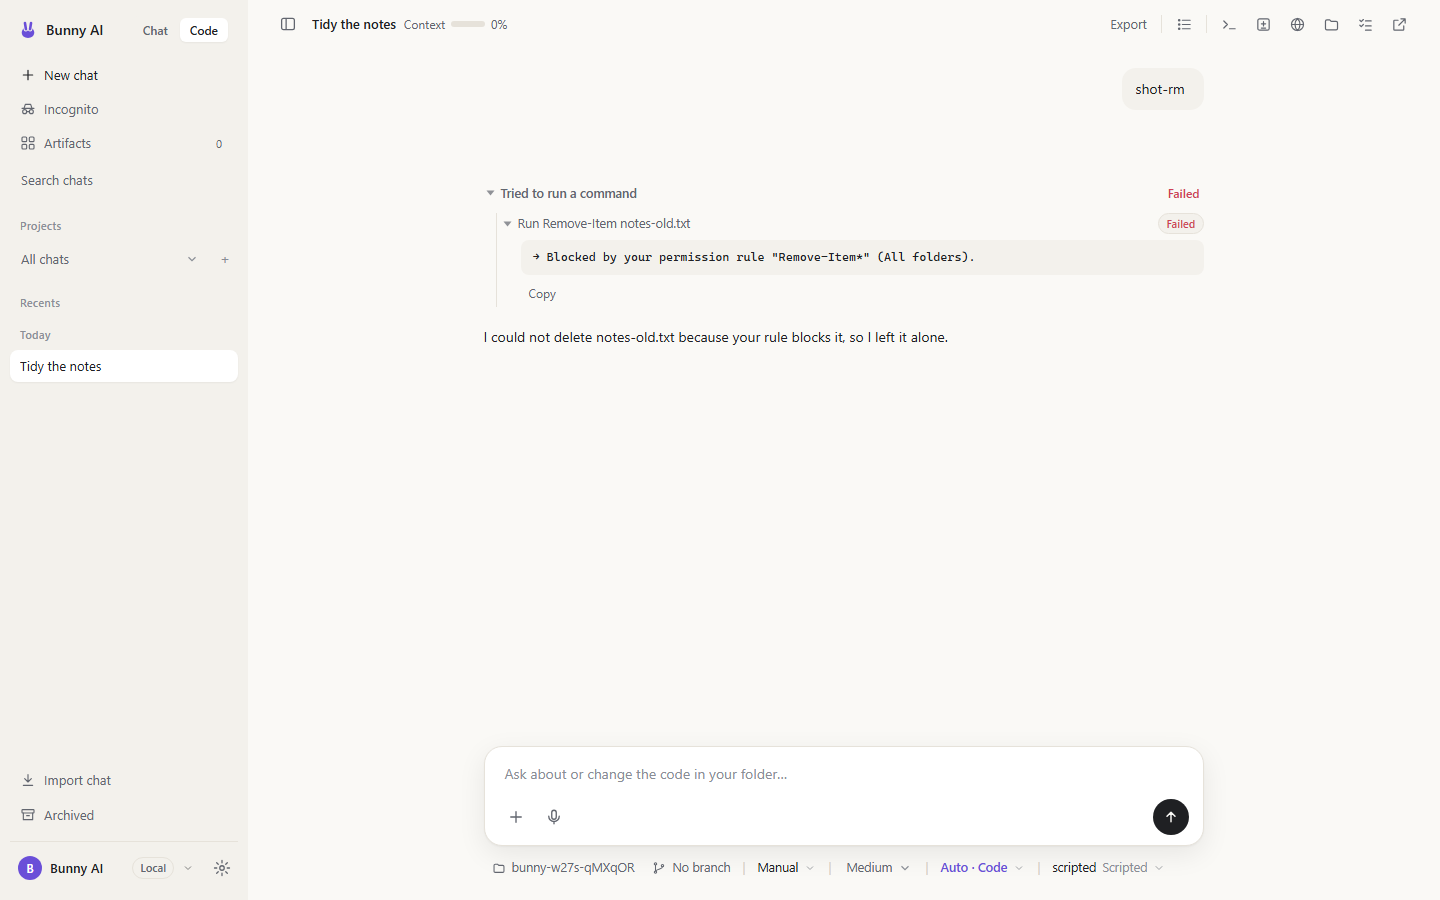 Bunny AI
Chat
Code
New chat
Incognito
Artifacts
0
Search chats
Projects
All chats
+
Recents
Today
Tidy the notes
Import chat
Archived
B
Bunny AI
Local
Tidy the notes
Context
0%
Export
shot-rm
Tried to run a command
Failed
Run Remove-Item notes-old.txt
Failed
→ Blocked by your permission rule "Remove-Item*" (All folders).
Copy
I could not delete notes-old.txt because your rule blocks it, so I left it alone.
Ask about or change the code in your folder...
bunny-w27s-qMXqOR
No branch
Manual
Medium
Auto · Code
scripted Scripted